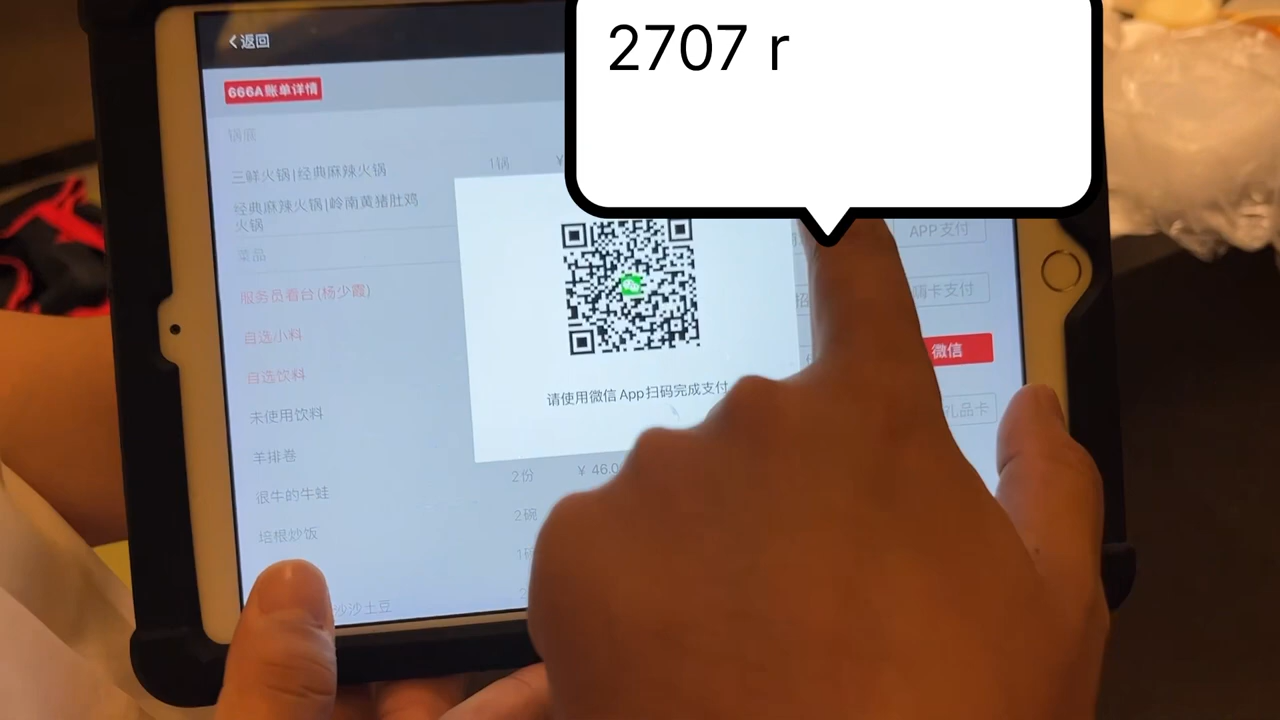 2707 r
返回
666A账单详情
锅底
三鲜火锅|经典麻辣火锅
1锅
¥
经典麻辣火锅|岭南黄猪肚鸡
火锅
菜品
服务员看台(杨少霞)
自选小料
自选饮料
未使用饮料
羊排卷
很牛的牛蛙
2份
¥ 46.0
培根炒饭
2碗
沙沙土豆
请使用微信App扫码完成支付
APP支付
嗨卡支付
微信
礼品卡